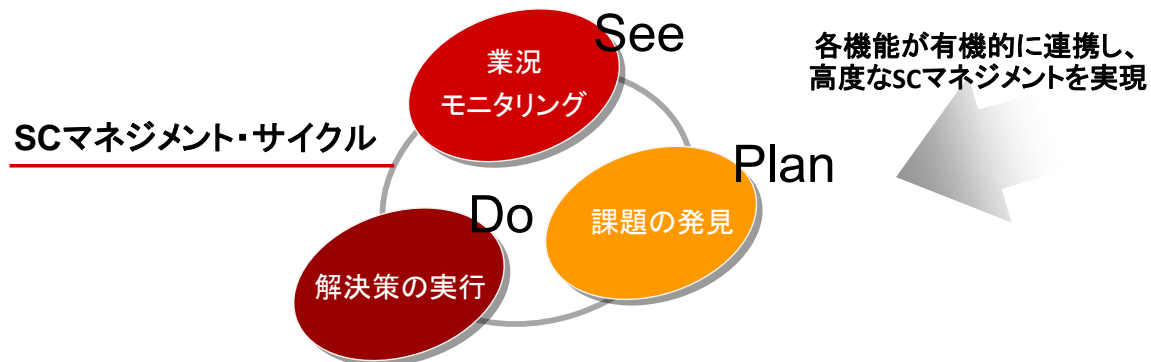 See
業況
モニタリング
各機能が有機的に連携し、
高度なSCマネジメントを実現
SCマネジメント・サイクル
Plan
Do
課題の発見
解決策の実行